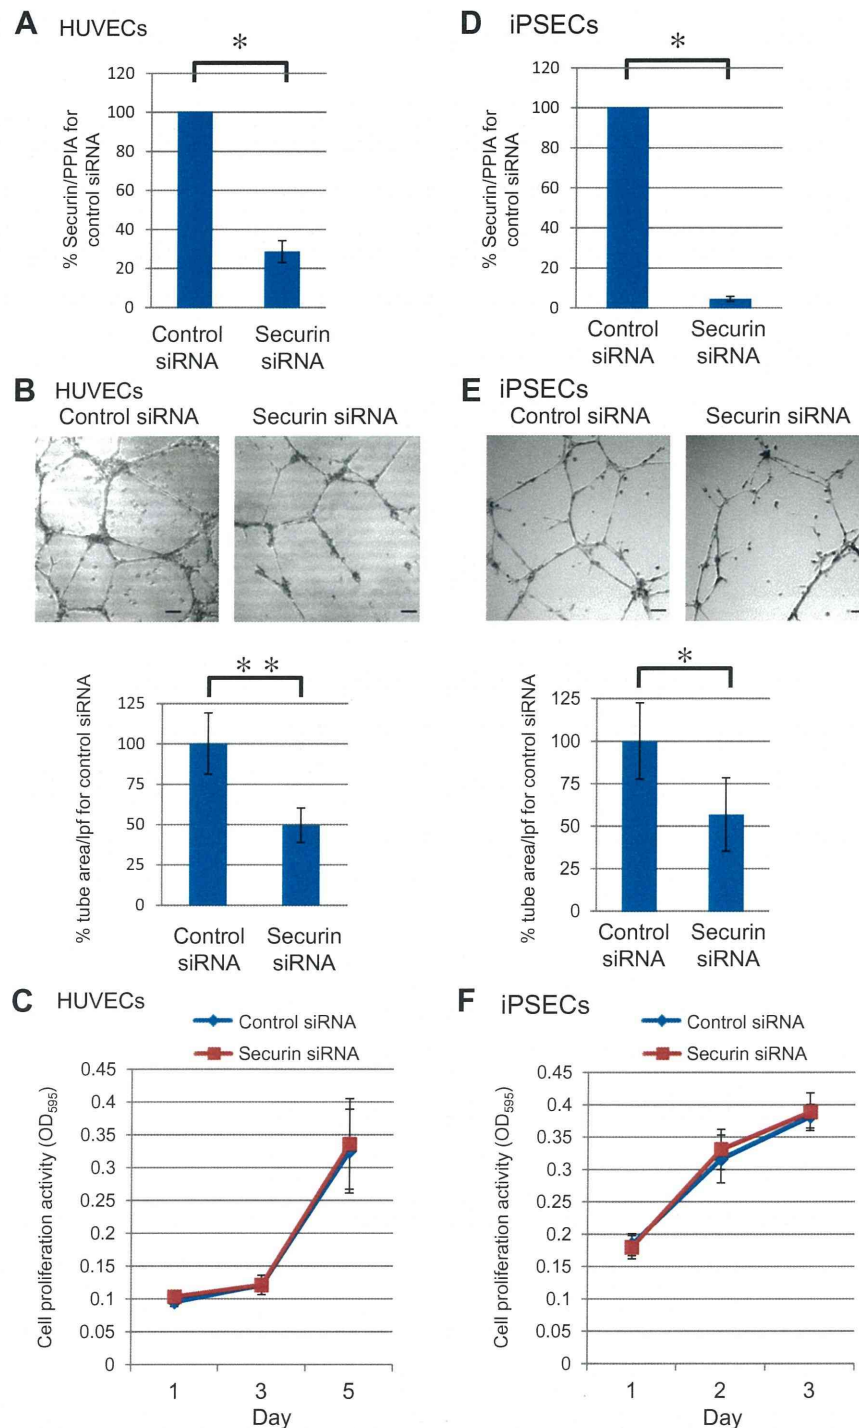 A HUVECs
*
% Securin/PPIA for
control siRNA
120
100
80
60
40
20
0
Control
siRNA
Securin
siRNA
D iPSECs
*
% Securin/PPIA for
control siRNA
120
100
80
60
40
20
0
Control
siRNA
Securin
siRNA
B HUVECs
Control siRNA
Securin siRNA
* *
% tube area/lpf for control siRNA
125
100
75
50
25
0
Control
siRNA
Securin
siRNA
E iPSECs
Control siRNA
Securin siRNA
*
% tube area/lpf for control siRNA
125
100
75
50
25
0
Control
siRNA
Securin
siRNA
C HUVECs
Control siRNA
Securin siRNA
Cell proliferation activity (OD595)
0.45
0.4
0.35
0.3
0.25
0.2
0.15
0.1
0.05
0
1 3 5
Day
F iPSECs
Control siRNA
Securin siRNA
Cell proliferation activity (OD595)
0.45
0.4
0.35
0.3
0.25
0.2
0.15
0.1
0.05
0
1 2 3
Day